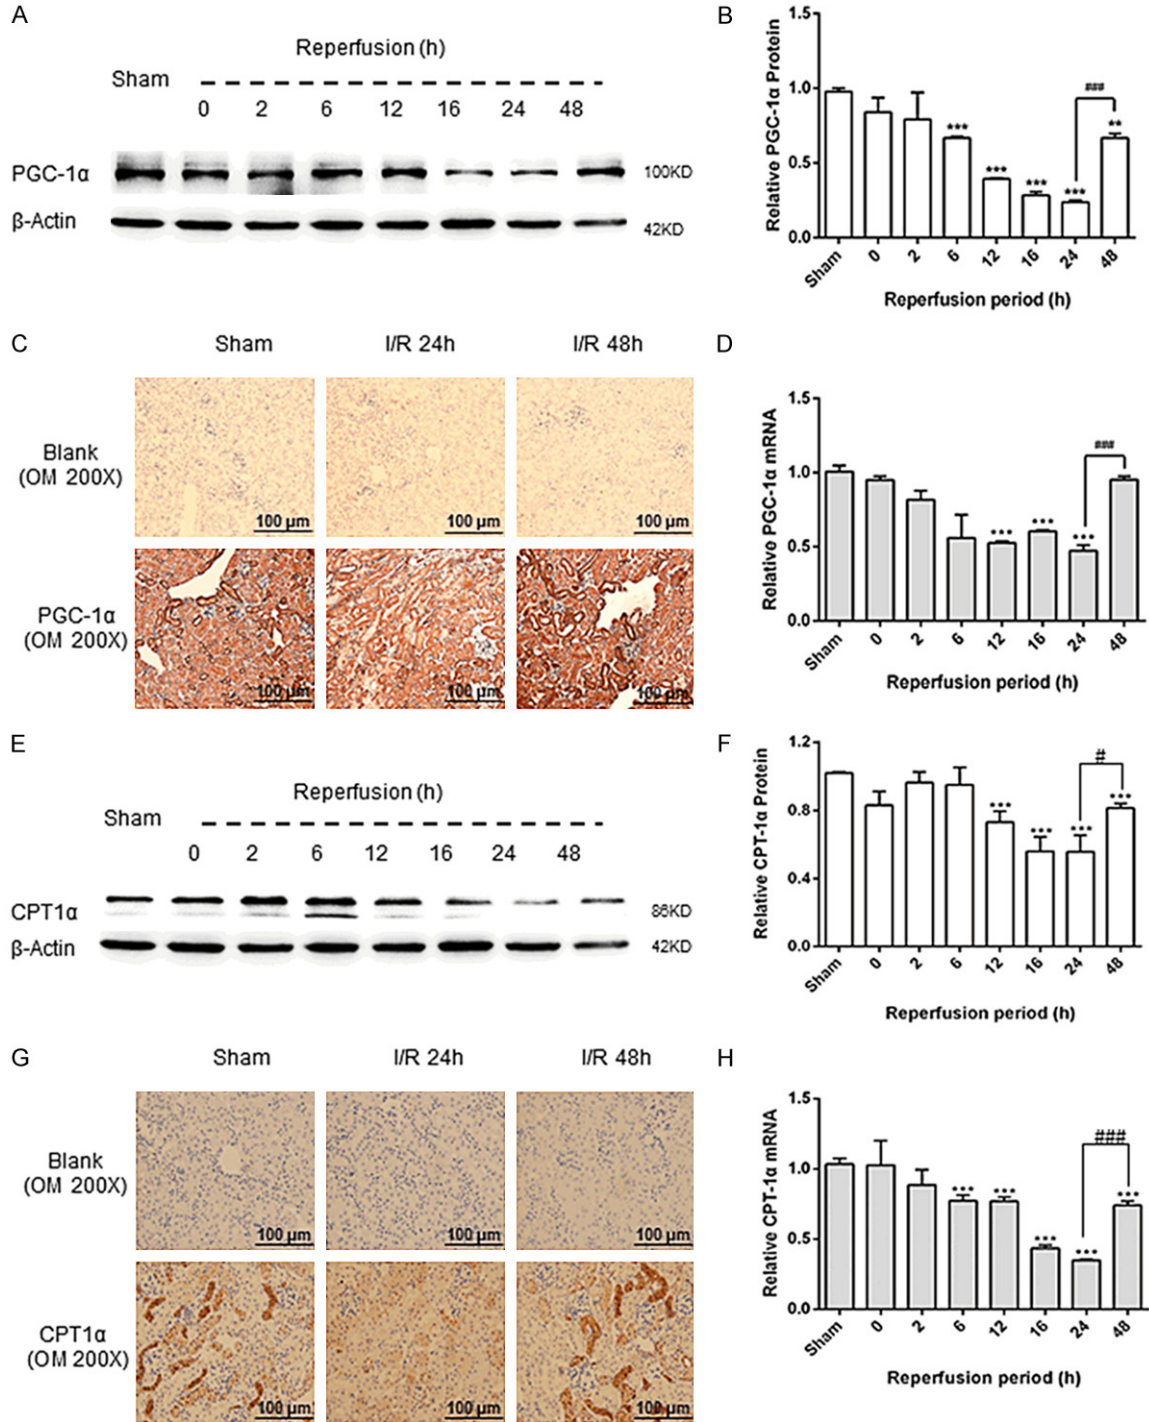 A
Reperfusion (h)
Sham
0 2 6 12 16 24 48
PGC-1α
100KD
β-Actin
42KD
B
Relative PGC-1α Protein
1.5
1.0
0.5
0.0
***
***
***
***
**
###
Sham 0 2 6 12 16 24 48
Reperfusion period (h)
C
Sham I/R 24h I/R 48h
Blank
(OM 200X)
100 µm 100 µm 100 µm
PGC-1α
(OM 200X)
100 µm 100 µm 100 µm
D
Relative PGC-1α mRNA
1.5
1.0
0.5
0.0
***
***
***
###
Sham 0 2 6 12 16 24 48
Reperfusion period (h)
E
Reperfusion (h)
Sham
0 2 6 12 16 24 48
CPT1α
86KD
β-Actin
42KD
F
Relative CPT-1α Protein
1.2
0.8
0.4
0.0
***
***
***
***
#
Sham 0 2 6 12 16 24 48
Reperfusion period (h)
G
Sham I/R 24h I/R 48h
Blank
(OM 200X)
100 µm 100 µm 100 µm
CPT1α
(OM 200X)
100 µm 100 µm 100 µm
H
Relative CPT-1α mRNA
1.5
1.0
0.5
0.0
***
***
***
***
***
###
Sham 0 2 6 12 16 24 48
Reperfusion period (h)